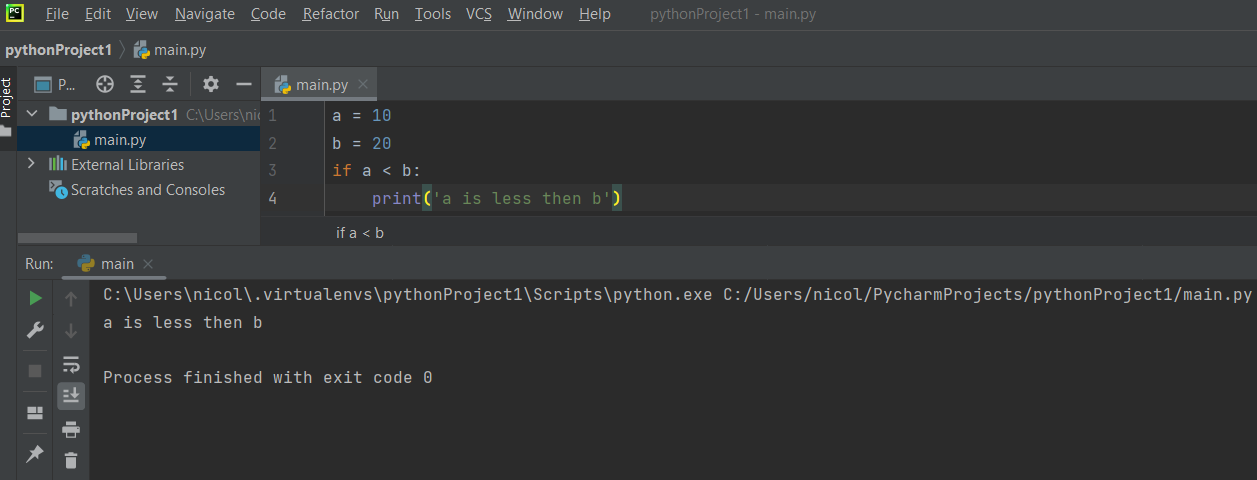 PC File Edit View Navigate Code Refactor Run Tools VCS Window Help pythonProject1 - main.py
pythonProject1 main.py
Project
P... main.py
pythonProject1 C:\Users\nic
main.py
External Libraries
Scratches and Consoles
1 a = 10
2 b = 20
3 if a < b:
4 print('a is less then b')
if a < b
Run: main
C:\Users\nicol\.virtualenvs\pythonProject1\Scripts\python.exe C:/Users/nicol/PycharmProjects/pythonProject1/main.py
a is less then b
Process finished with exit code 0